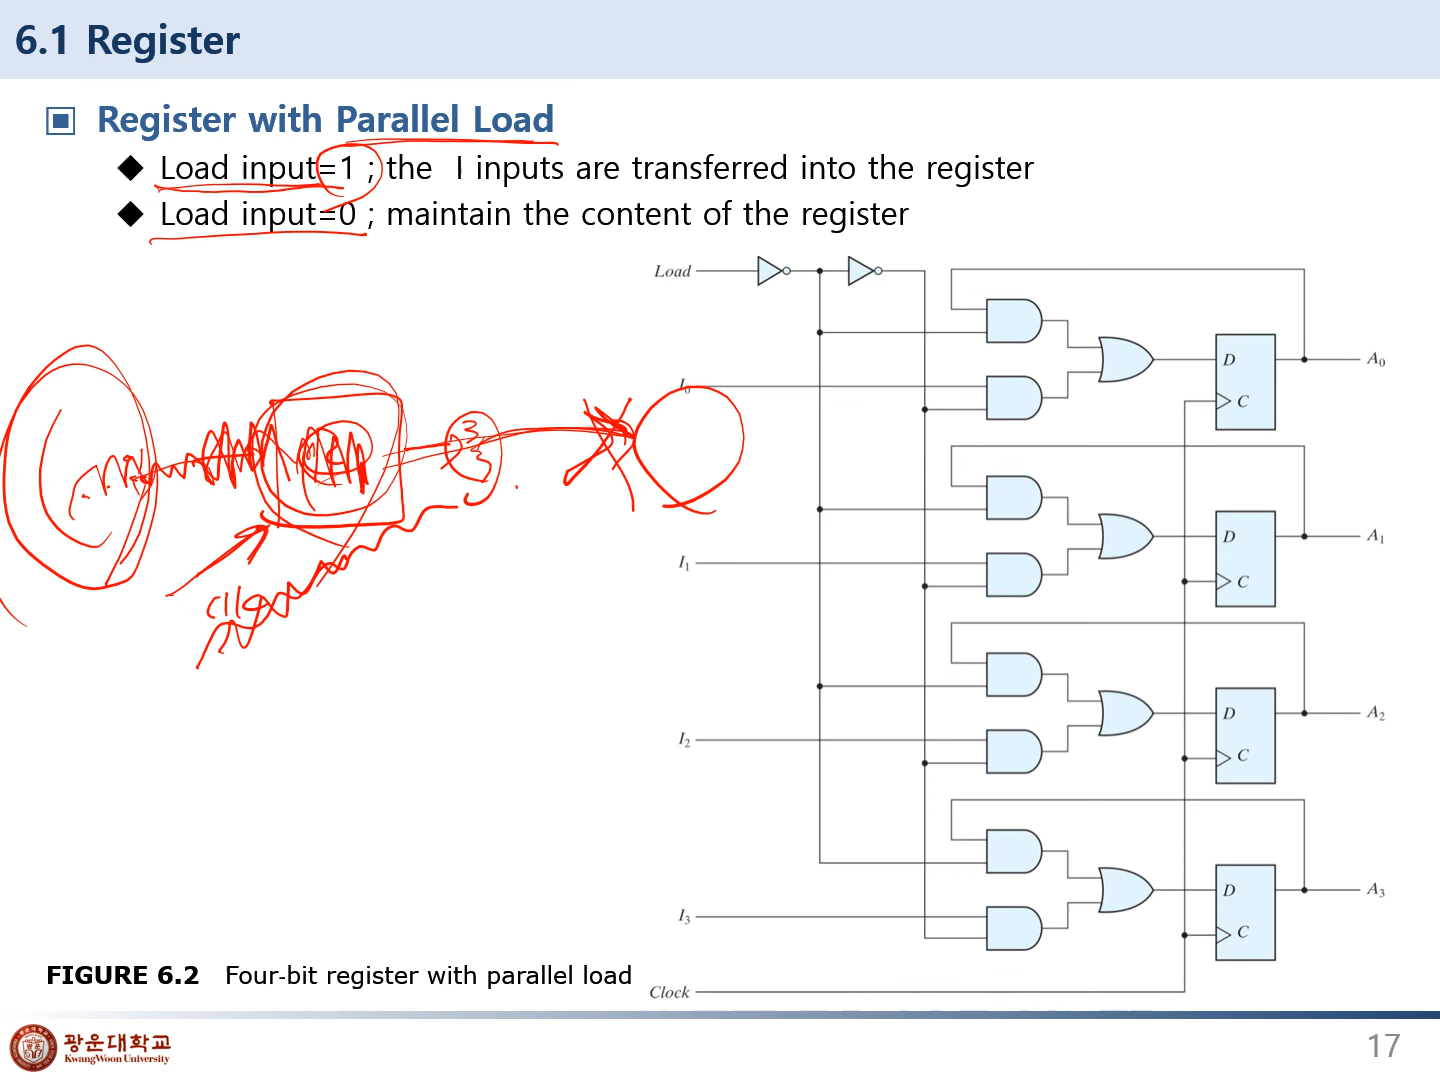 6.1 Register
Register with Parallel Load
Load input=1 ; the I inputs are transferred into the register
Load input=0 ; maintain the content of the register
Load
I0
D
C
A0
I1
D
C
A1
I2
D
C
A2
I3
D
C
A3
Clock
FIGURE 6.2 Four-bit register with parallel load
광운대학교
KwangWoon University
17